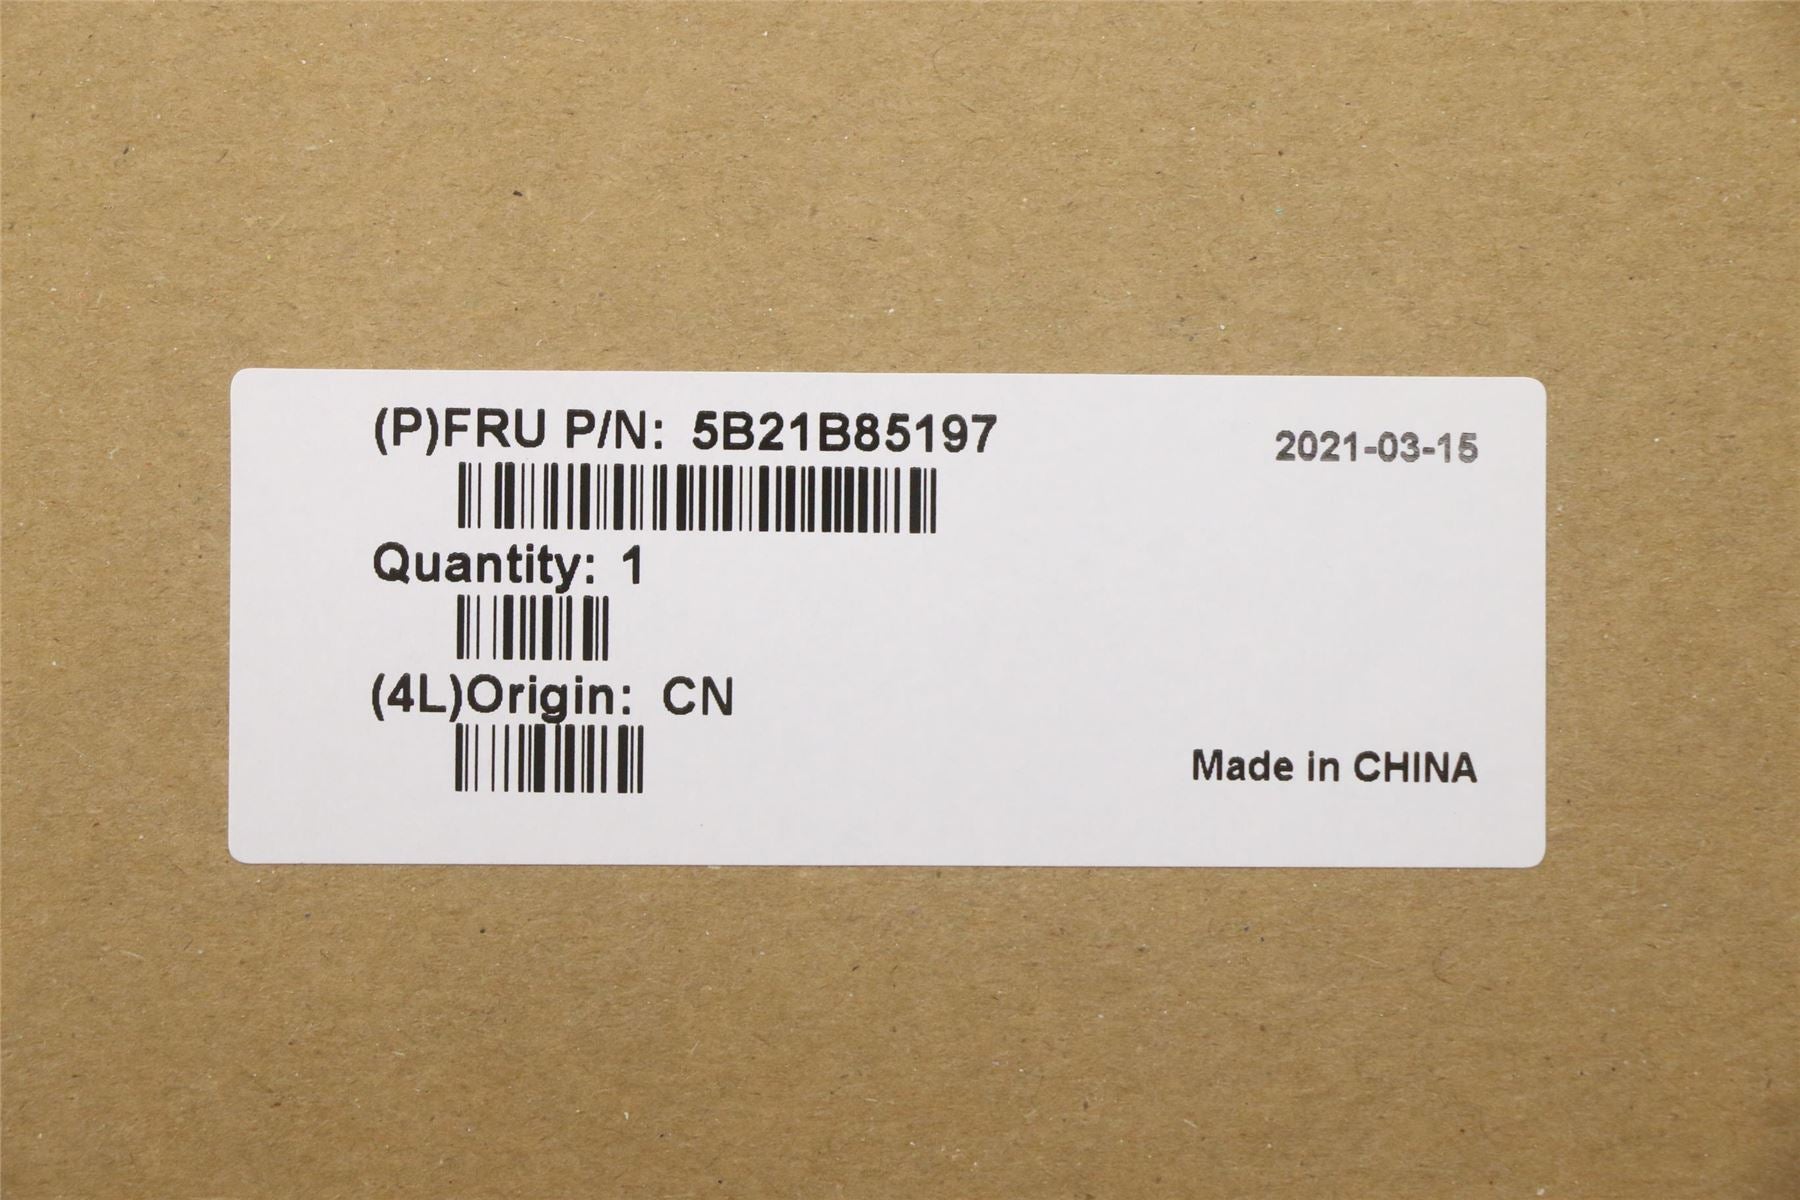 (P)FRU P/N: 5B21B85197
2021-03-15
Quantity: 1
(4L)Origin: CN
Made in CHINA